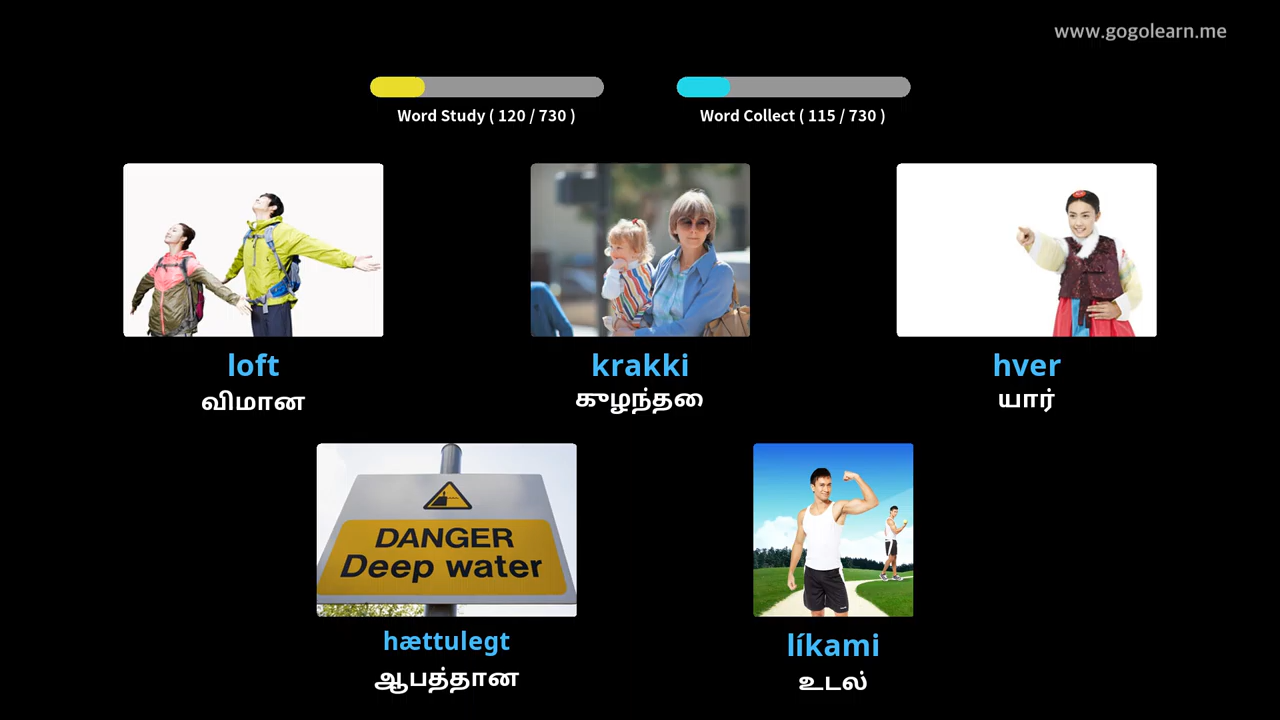 www.gogolearn.me
Word Study ( 120 / 730 )
Word Collect ( 115 / 730 )
loft
விமான
krakki
குழந்தை
hver
யார்
DANGER
Deep water
hættulegt
ஆபத்தான
líkami
உடல்